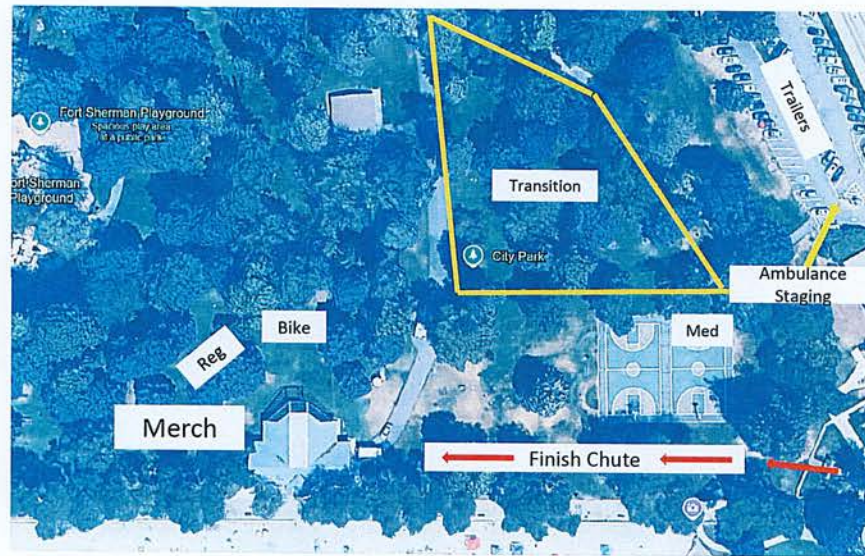 Fort Sherman Playground
Spacious play area
at a public park
Fort Sherman
Playground
Transition
Trailers
City Park
Ambulance
Staging
Bike
Reg
Med
Merch
Finish Chute